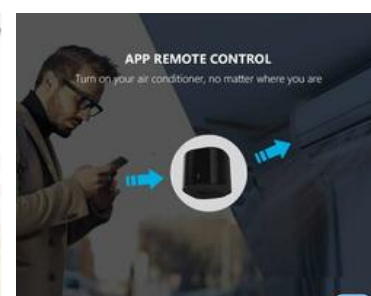 APP REMOTE CONTROL
Turn on your air conditioner, no matter where you are